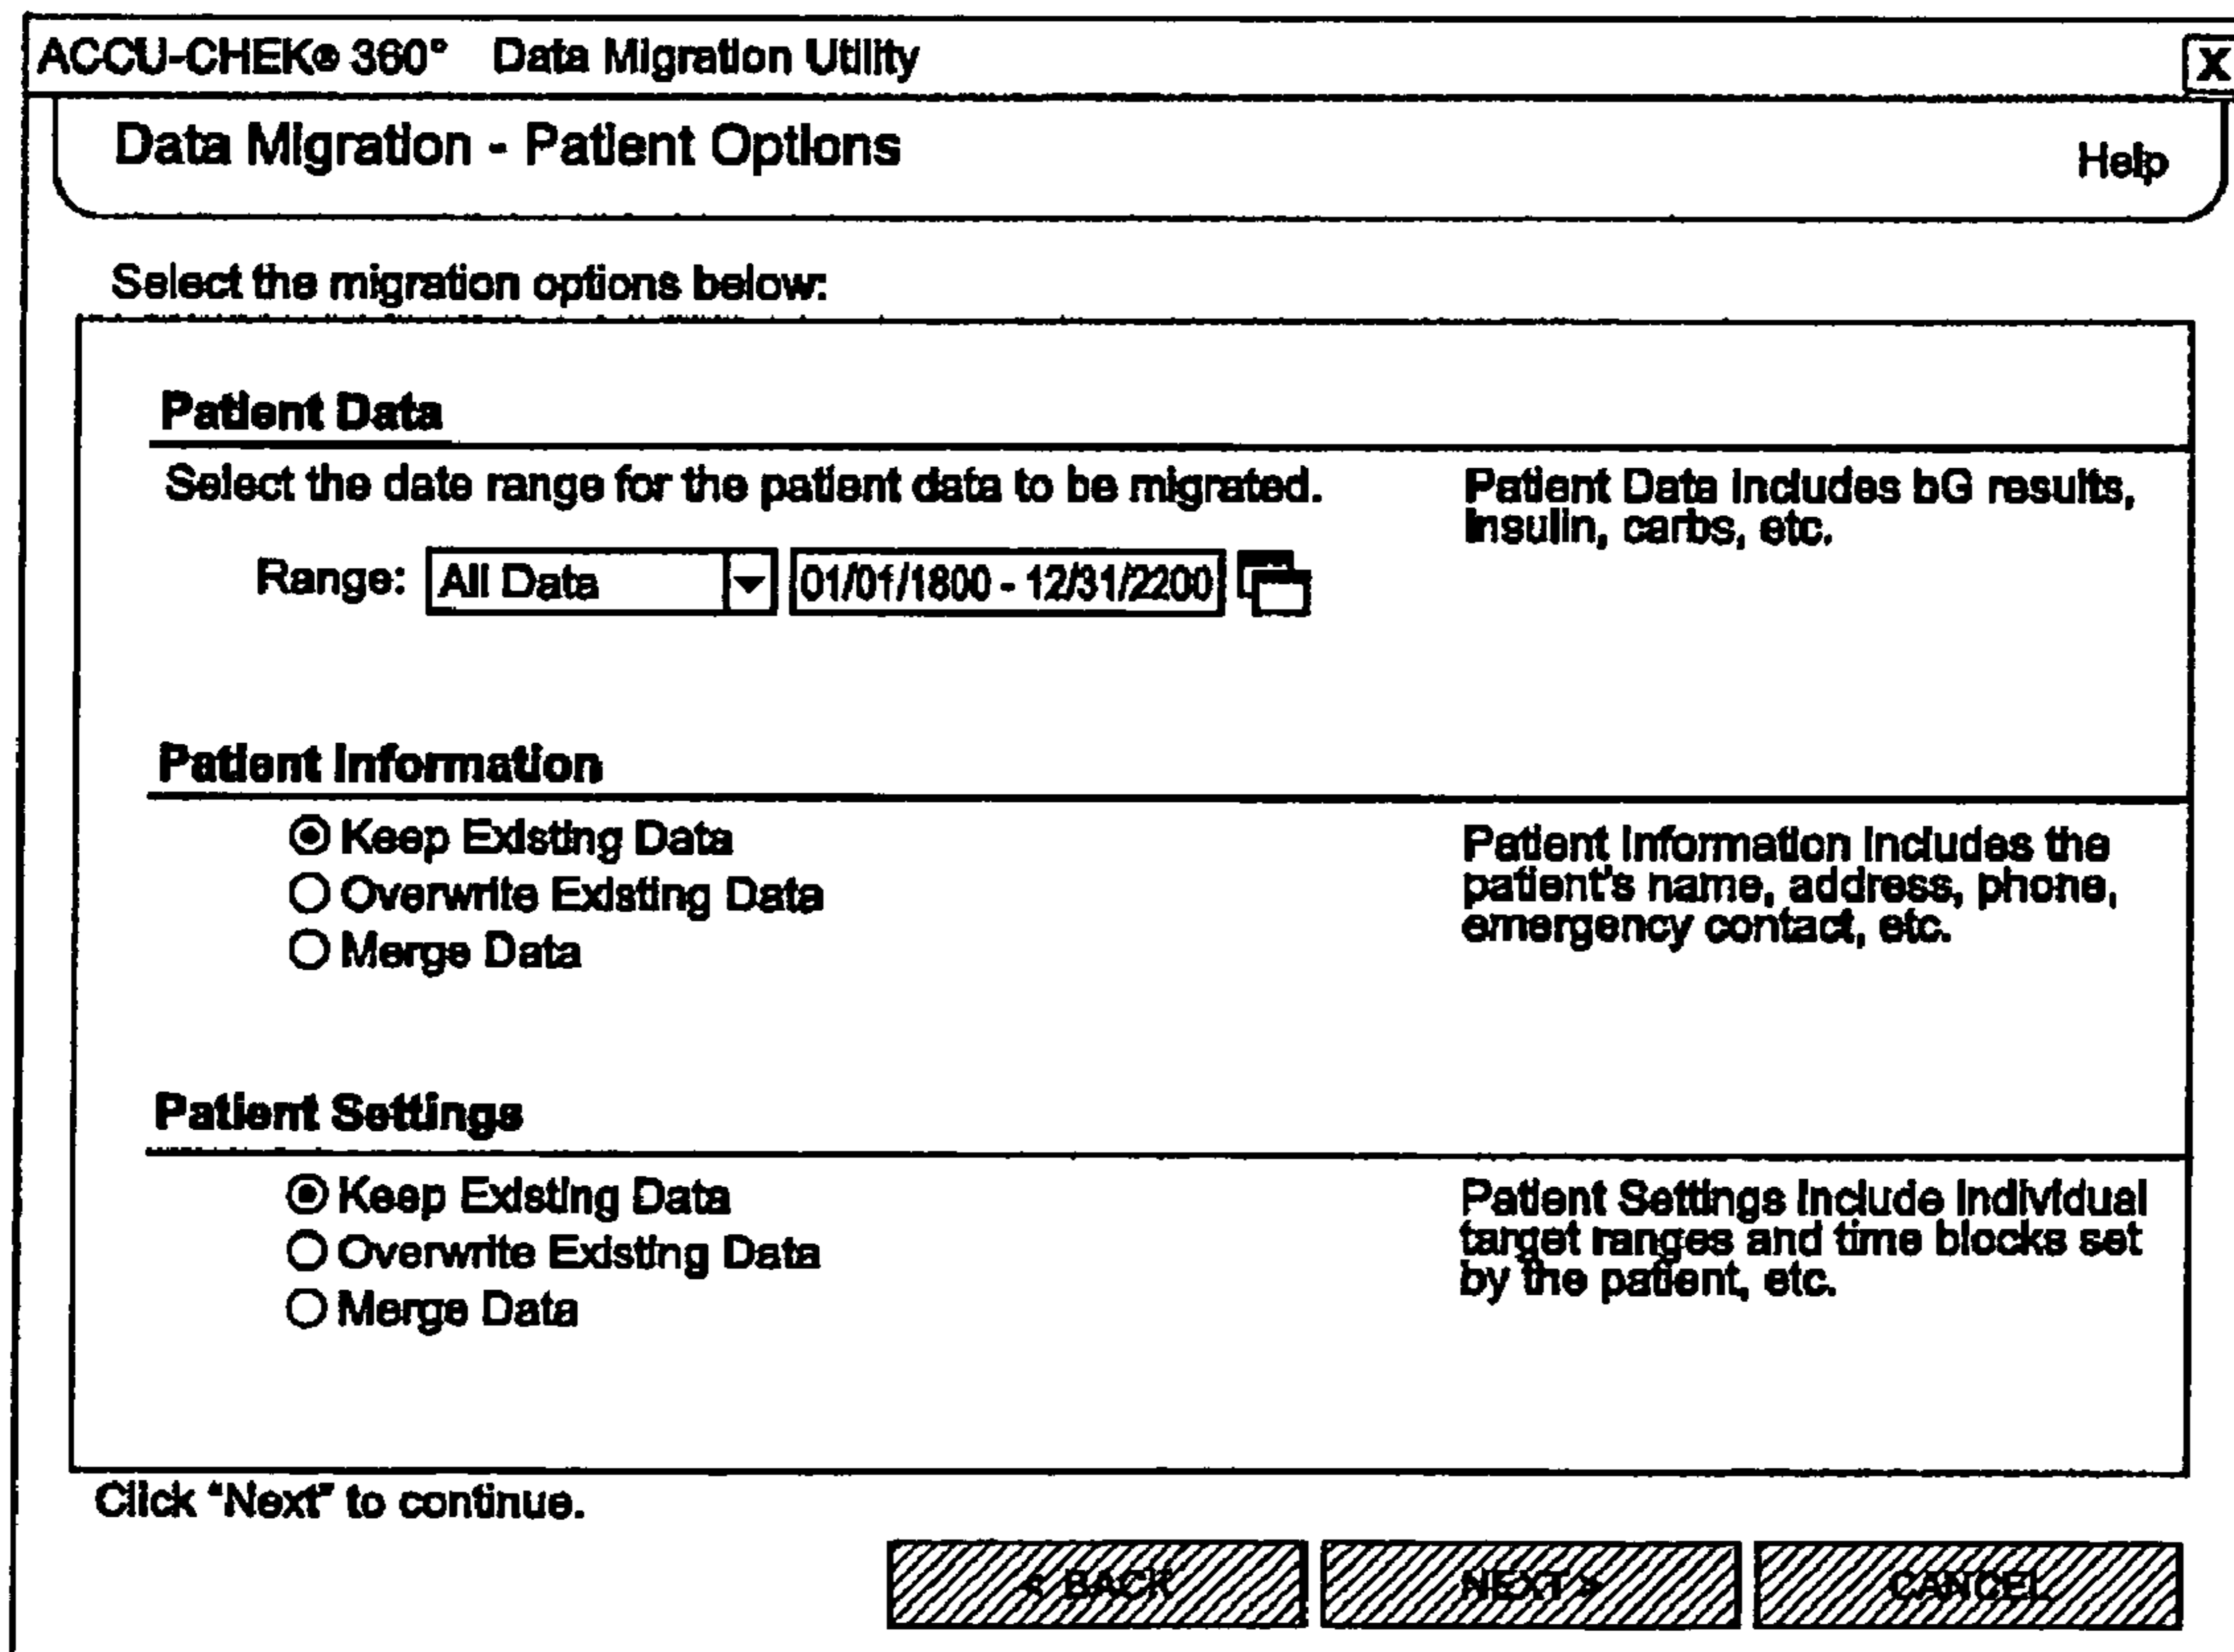 ACCU-CHEK® 360° Data Migration Utility
X
Data Migration - Patient Options
Help
Select the migration options below:
Patient Data
Select the date range for the patient data to be migrated.
Patient Data includes bG results,
insulin, carbs, etc.
Range: All Data 01/01/1800 - 12/31/2200
Patient Information
Keep Existing Data
Overwrite Existing Data
Merge Data
Patient Information includes the
patient's name, address, phone,
emergency contact, etc.
Patient Settings
Keep Existing Data
Overwrite Existing Data
Merge Data
Patient Settings include individual
target ranges and time blocks set
by the patient, etc.
Click "Next" to continue.
< BACK
NEXT >
CANCEL